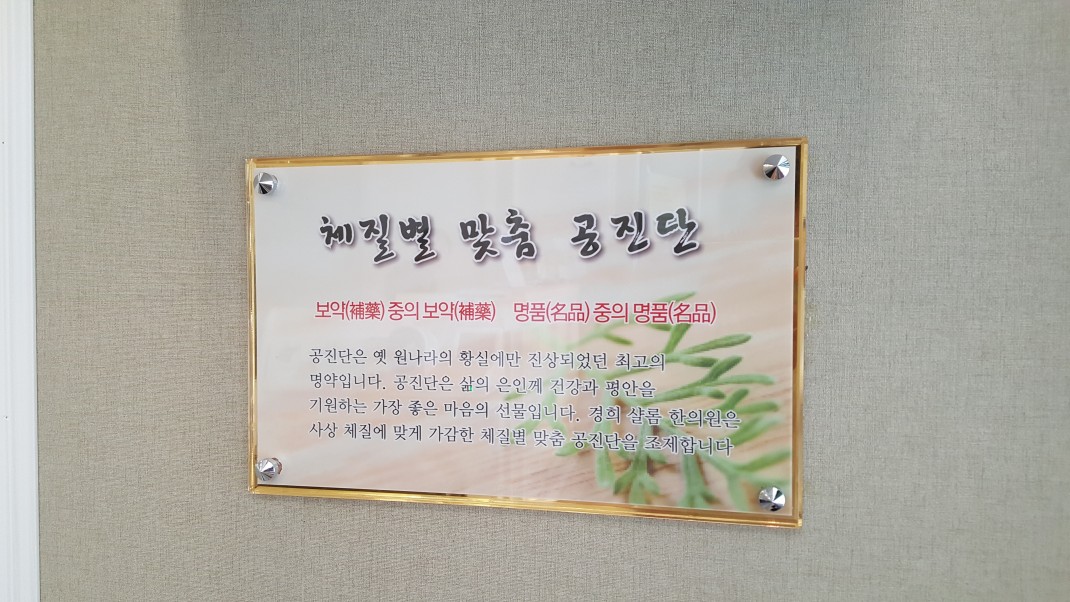 체질별 맞춤 공진단
보약(補藥) 중의 보약(補藥) 명품(名品) 중의 명품(名品)
공진단은 옛 원나라의 황실에만 진상되었던 최고의
명약입니다. 공진단은 삶의 은인께 건강과 평안을
기원하는 가장 좋은 마음의 선물입니다. 경희 샬롬 한의원은
사상 체질에 맞게 가감한 체질별 맞춤 공진단을 조제합니다